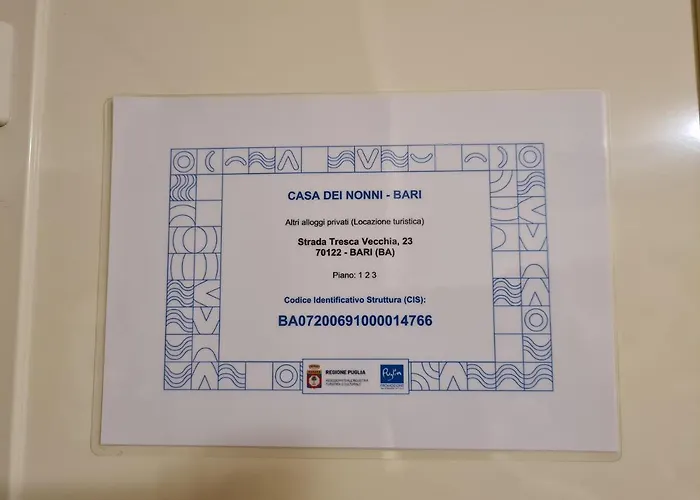 CASA DEI NONNI - BARI
Altri alloggi privati (Locazione turistica)
Strada Tresca Vecchia, 23
70122 - BARI (BA)
Piano: 1 2 3
Codice Identificativo Struttura (CIS):
BA07200691000014766
REGIONE PUGLIA
Puglia